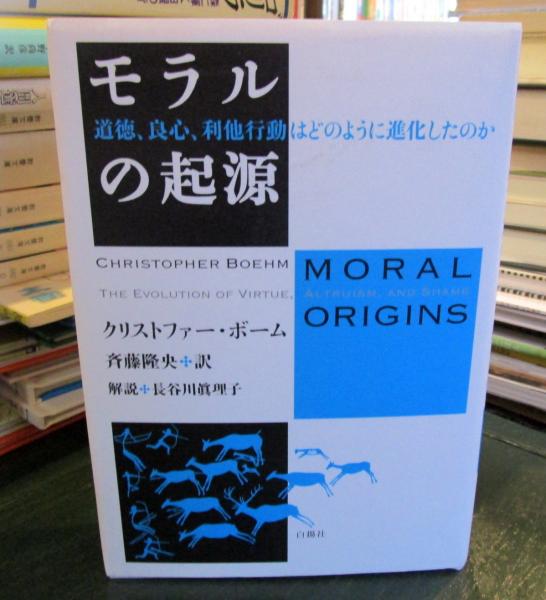 モラル
道徳、良心、利他行動はどのように進化したのか
の起源
CHRISTOPHER BOEHM
MORAL
THE EVOLUTION OF VIRTUE, ALTRUISM, AND SHAME
ORIGINS
クリストファー・ボーム
斉藤隆央✢訳
解説✢長谷川眞理子
白揚社